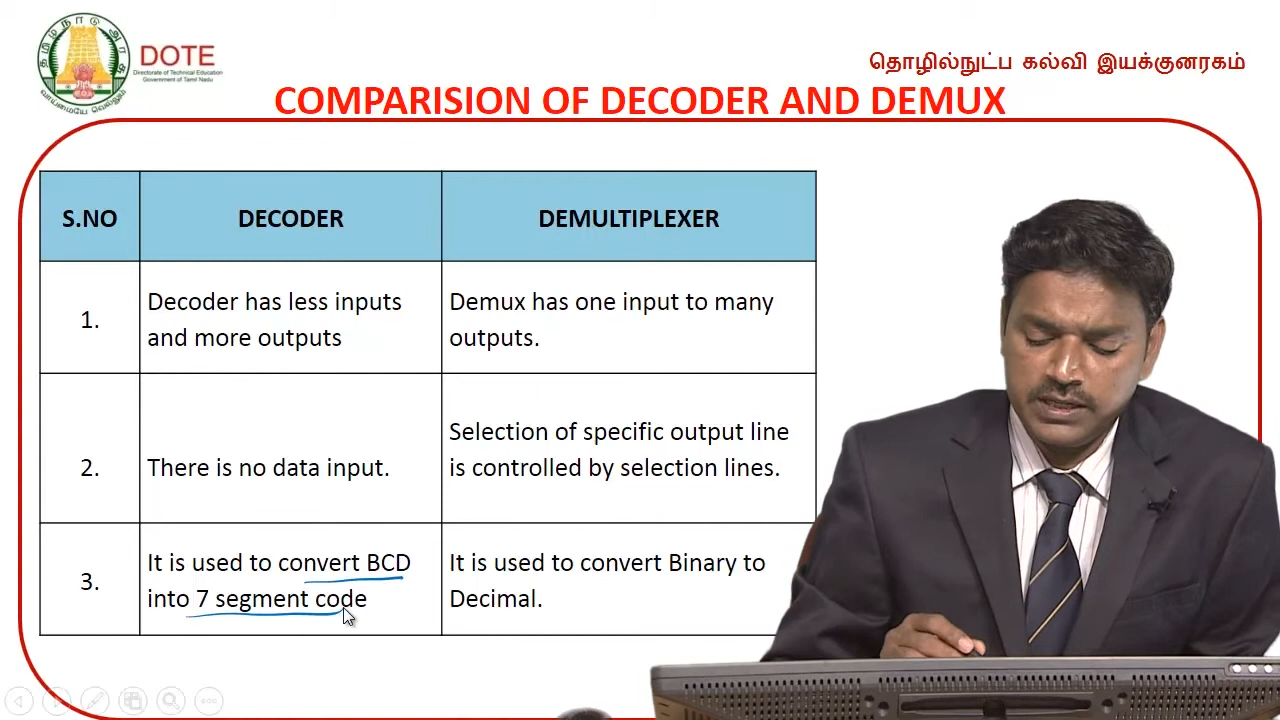 DOTE
Directorate of Technical Education
Government of Tamil Nadu
தொழில்நுட்ப கல்வி இயக்குனரகம்
COMPARISION OF DECODER AND DEMUX
S.NO DECODER DEMULTIPLEXER
1. Decoder has less inputs and more outputs Demux has one input to many outputs.
2. There is no data input. Selection of specific output line is controlled by selection lines.
3. It is used to convert BCD into 7 segment code It is used to convert Binary to Decimal.